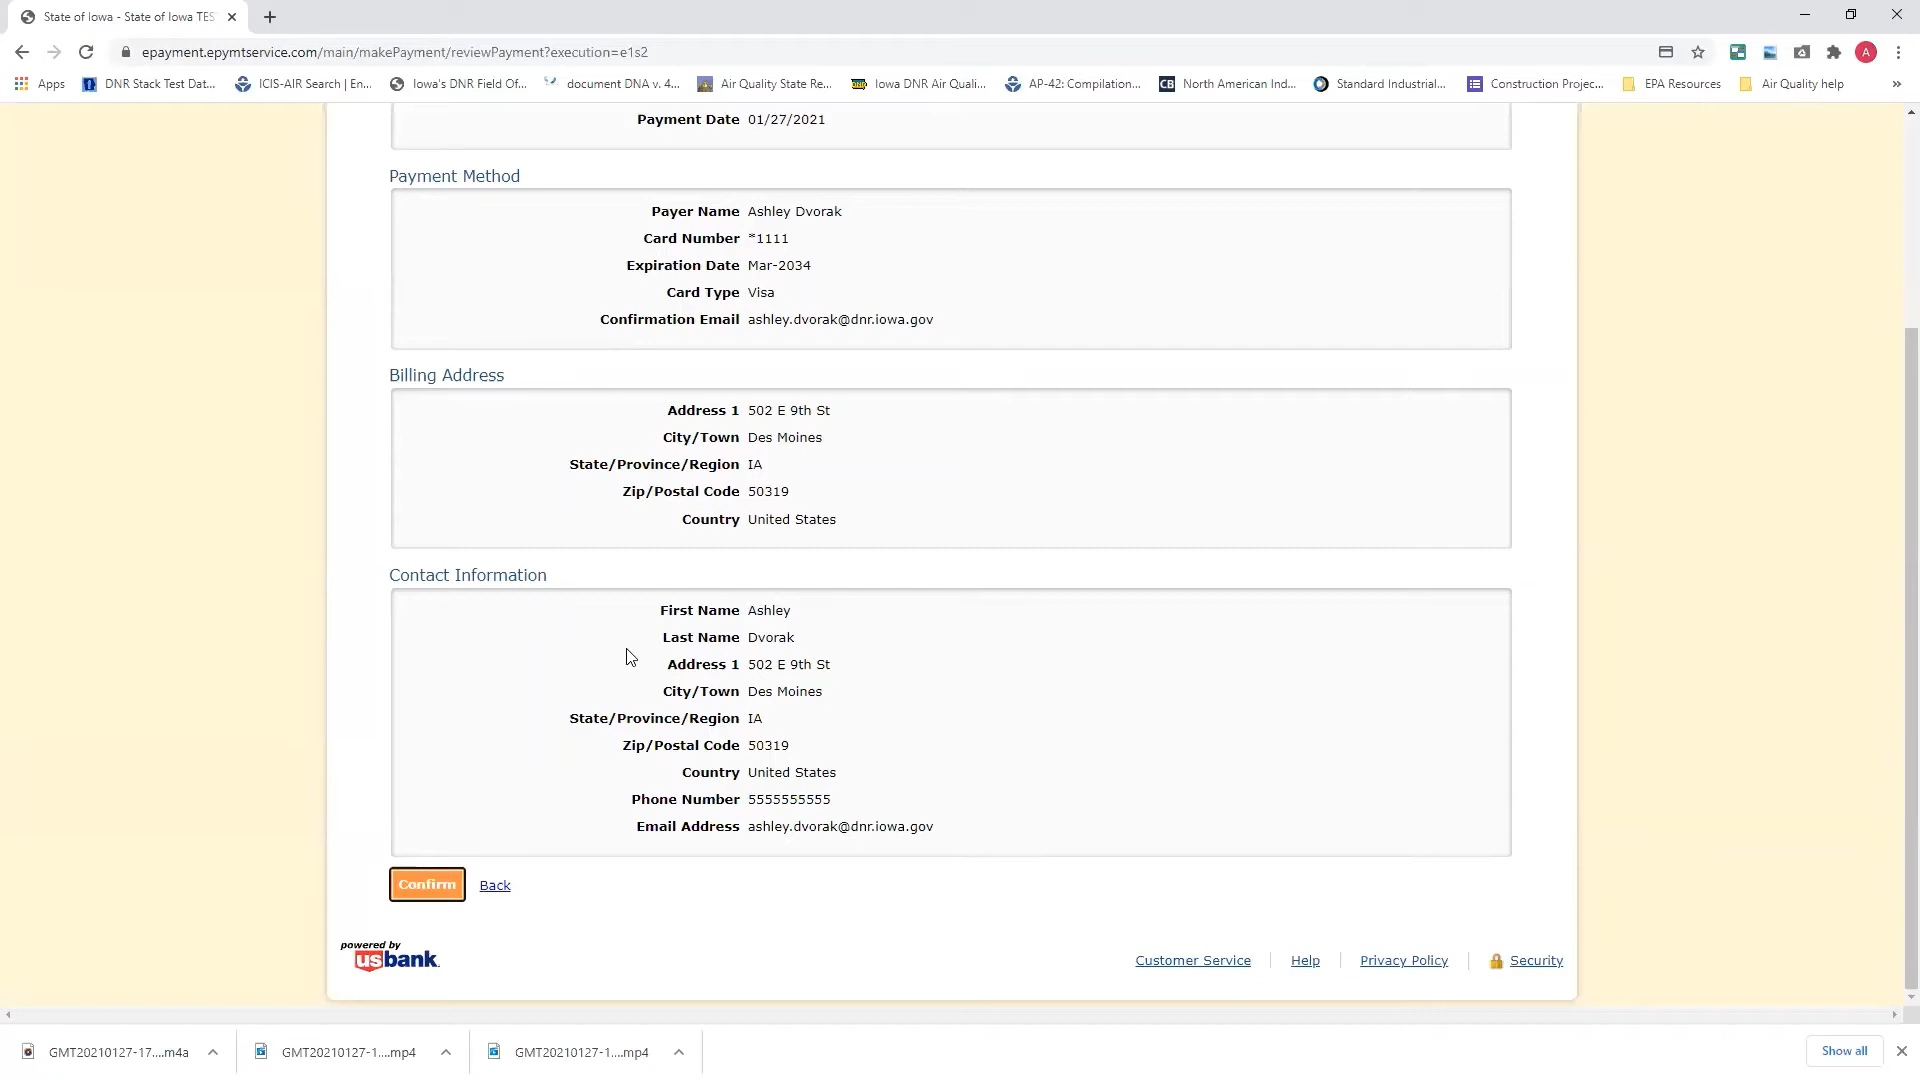 State of Iowa - State of Iowa TES
epayment.epymtservice.com/main/makePayment/reviewPayment?execution=e1s2
A
Apps DNR Stack Test Dat... ICIS-AIR Search | En... Iowa's DNR Field Of... document DNA v. 4... Air Quality State Re... Iowa DNR Air Quali... AP-42: Compilation... CB North American Ind... Standard Industrial... Construction Projec... EPA Resources Air Quality help »
Payment Date 01/27/2021
Payment Method
Payer Name Ashley Dvorak
Card Number *1111
Expiration Date Mar-2034
Card Type Visa
Confirmation Email ashley.dvorak@dnr.iowa.gov
Billing Address
Address 1 502 E 9th St
City/Town Des Moines
State/Province/Region IA
Zip/Postal Code 50319
Country United States
Contact Information
First Name Ashley
Last Name Dvorak
Address 1 502 E 9th St
City/Town Des Moines
State/Province/Region IA
Zip/Postal Code 50319
Country United States
Phone Number 5555555555
Email Address ashley.dvorak@dnr.iowa.gov
Confirm Back
powered by
usbank.
Customer Service Help Privacy Policy Security
GMT20210127-17....m4a GMT20210127-1....mp4 GMT20210127-1....mp4 Show all